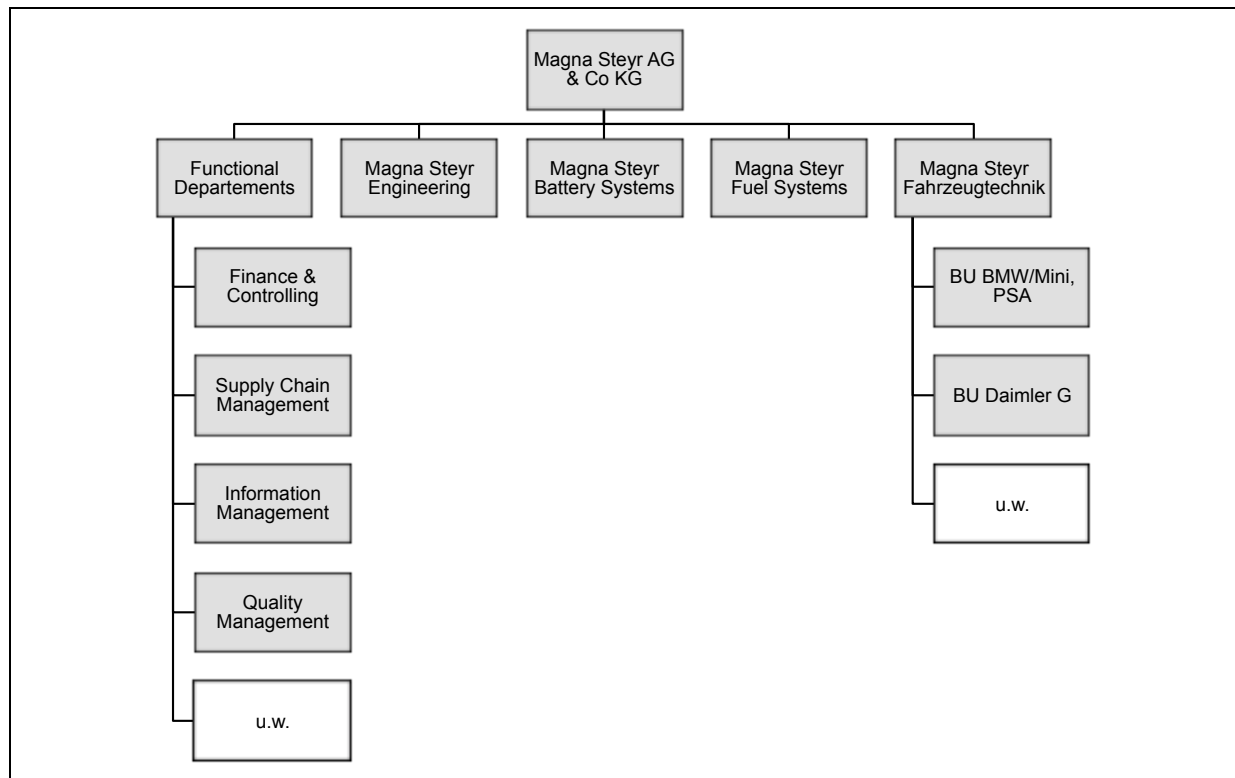 Magna Steyr AG
& Co KG
Functional
Departements
Magna Steyr
Engineering
Magna Steyr
Battery Systems
Magna Steyr
Fuel Systems
Magna Steyr
Fahrzeugtechnik
Finance &
Controlling
Supply Chain
Management
Information
Management
Quality
Management
u.w.
BU BMW/Mini,
PSA
BU Daimler G
u.w.